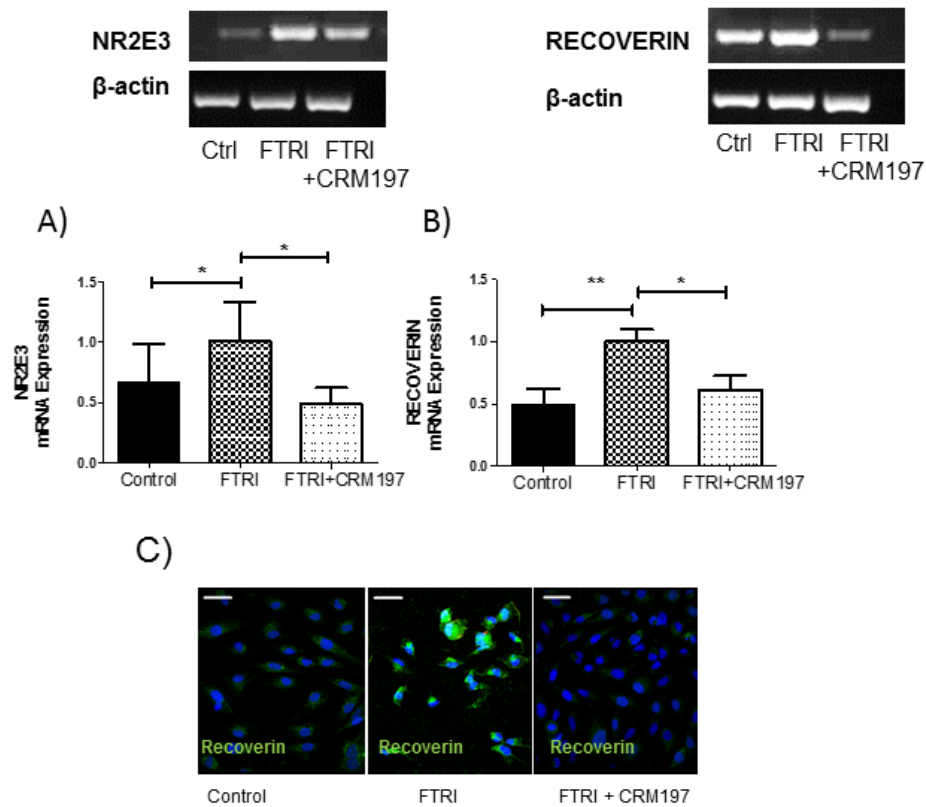 NR2E3
β-actin
Ctrl FTRI FTRI
+CRM197
RECOVERIN
β-actin
Ctrl FTRI FTRI
+CRM197
A)
* *
1.5
1.0
0.5
0.0
NR2E3
mRNA Expression
Control FTRI FTRI+CRM197
B)
** *
1.5
1.0
0.5
0.0
RECOVERIN
mRNA Expression
Control FTRI FTRI+CRM197
C)
Recoverin Recoverin Recoverin
Control FTRI FTRI + CRM197